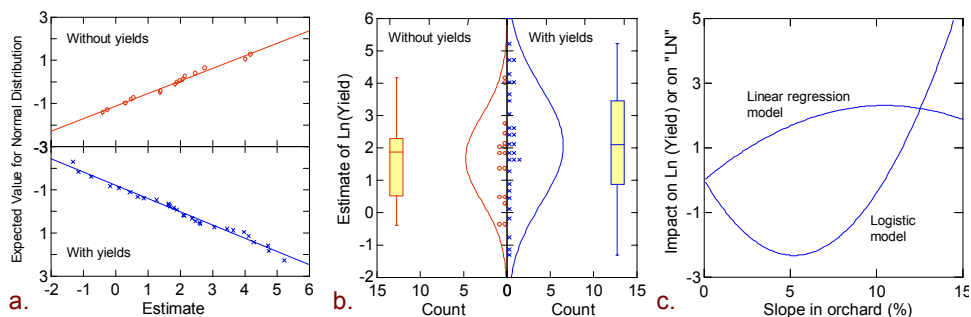 Expected Value for Normal Distribution
3
1
-1
-3
-3
-1
1
3
Without yields
With yields
-2 -1 0 1 2 3 4 5 6
Estimate
a.
Estimate of Ln (Yield)
6
5
4
3
2
1
0
-1
-2
Without yields
With yields
15 10 5 0 0 5 10 15
Count Count
b.
Impact on Ln (Yield) or on "LN"
5
3
1
-1
-3
Linear regression
model
Logistic
model
0 5 10 15
Slope in orchard (%)
c.